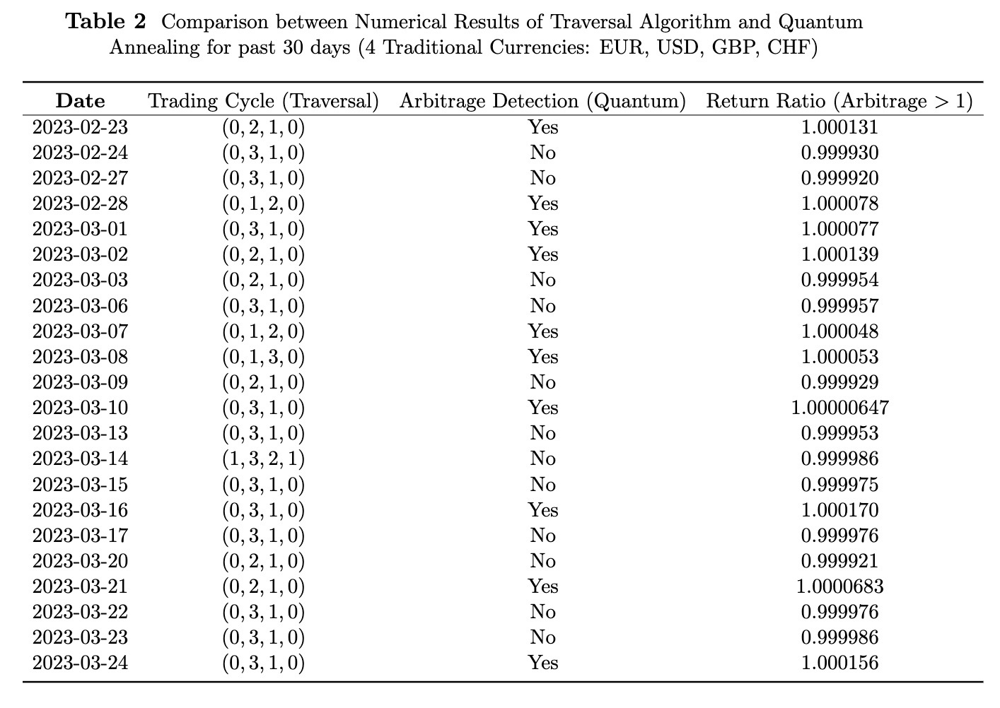 Table 2 Comparison between Numerical Results of Traversal Algorithm and Quantum
Annealing for past 30 days (4 Traditional Currencies: EUR, USD, GBP, CHF)
Date Trading Cycle (Traversal) Arbitrage Detection (Quantum) Return Ratio (Arbitrage > 1)
2023-02-23 (0, 2, 1, 0) Yes 1.000131
2023-02-24 (0, 3, 1, 0) No 0.999930
2023-02-27 (0, 3, 1, 0) No 0.999920
2023-02-28 (0, 1, 2, 0) Yes 1.000078
2023-03-01 (0, 3, 1, 0) Yes 1.000077
2023-03-02 (0, 2, 1, 0) Yes 1.000139
2023-03-03 (0, 2, 1, 0) No 0.999954
2023-03-06 (0, 3, 1, 0) No 0.999957
2023-03-07 (0, 1, 2, 0) Yes 1.000048
2023-03-08 (0, 1, 3, 0) Yes 1.000053
2023-03-09 (0, 2, 1, 0) No 0.999929
2023-03-10 (0, 3, 1, 0) Yes 1.00000647
2023-03-13 (0, 3, 1, 0) No 0.999953
2023-03-14 (1, 3, 2, 1) No 0.999986
2023-03-15 (0, 3, 1, 0) No 0.999975
2023-03-16 (0, 3, 1, 0) Yes 1.000170
2023-03-17 (0, 3, 1, 0) No 0.999976
2023-03-20 (0, 2, 1, 0) No 0.999921
2023-03-21 (0, 2, 1, 0) Yes 1.0000683
2023-03-22 (0, 3, 1, 0) No 0.999976
2023-03-23 (0, 3, 1, 0) No 0.999986
2023-03-24 (0, 3, 1, 0) Yes 1.000156